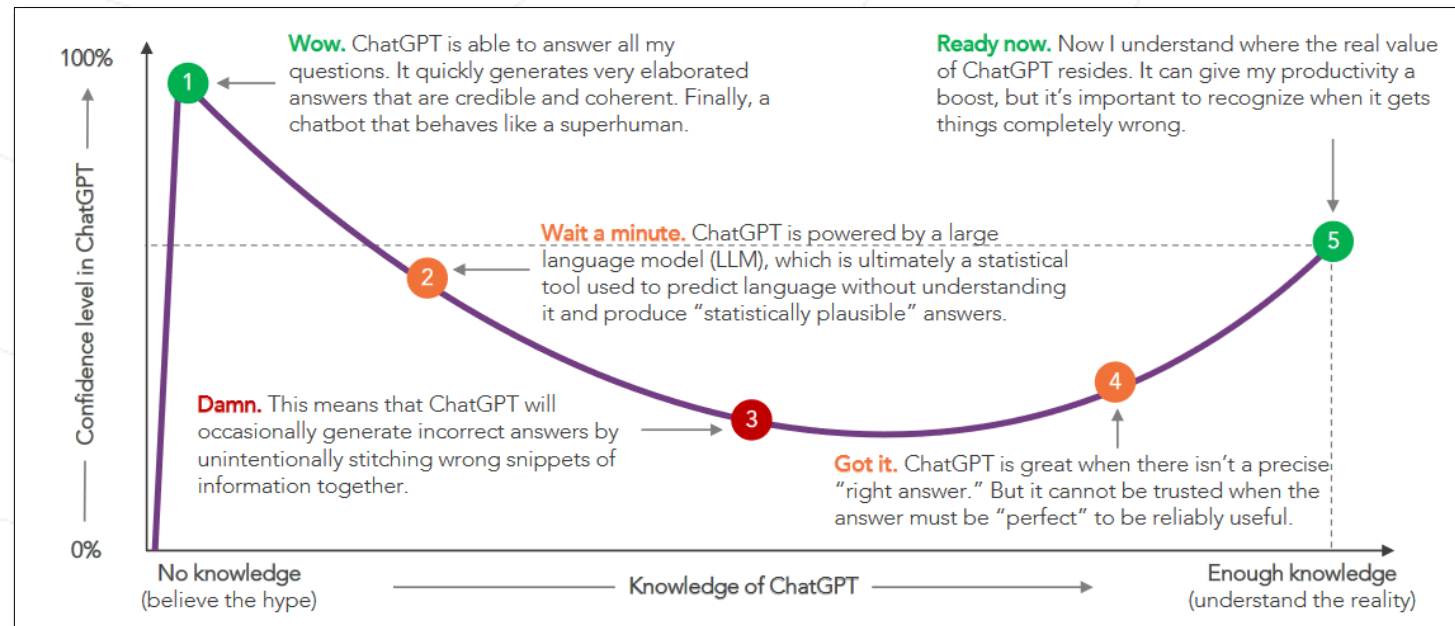 100%
Confidence level in ChatGPT
0%
1
Wow. ChatGPT is able to answer all my
questions. It quickly generates very elaborated
answers that are credible and coherent. Finally, a
chatbot that behaves like a superhuman.
Ready now. Now I understand where the real value
of ChatGPT resides. It can give my productivity a
boost, but it’s important to recognize when it gets
things completely wrong.
2
Wait a minute. ChatGPT is powered by a large
language model (LLM), which is ultimately a statistical
tool used to predict language without understanding
it and produce “statistically plausible” answers.
5
Damn. This means that ChatGPT will
occasionally generate incorrect answers by
unintentionally stitching wrong snippets of
information together.
3
4
Got it. ChatGPT is great when there isn’t a precise
“right answer.” But it cannot be trusted when the
answer must be “perfect” to be reliably useful.
No knowledge
(believe the hype)
Knowledge of ChatGPT
Enough knowledge
(understand the reality)